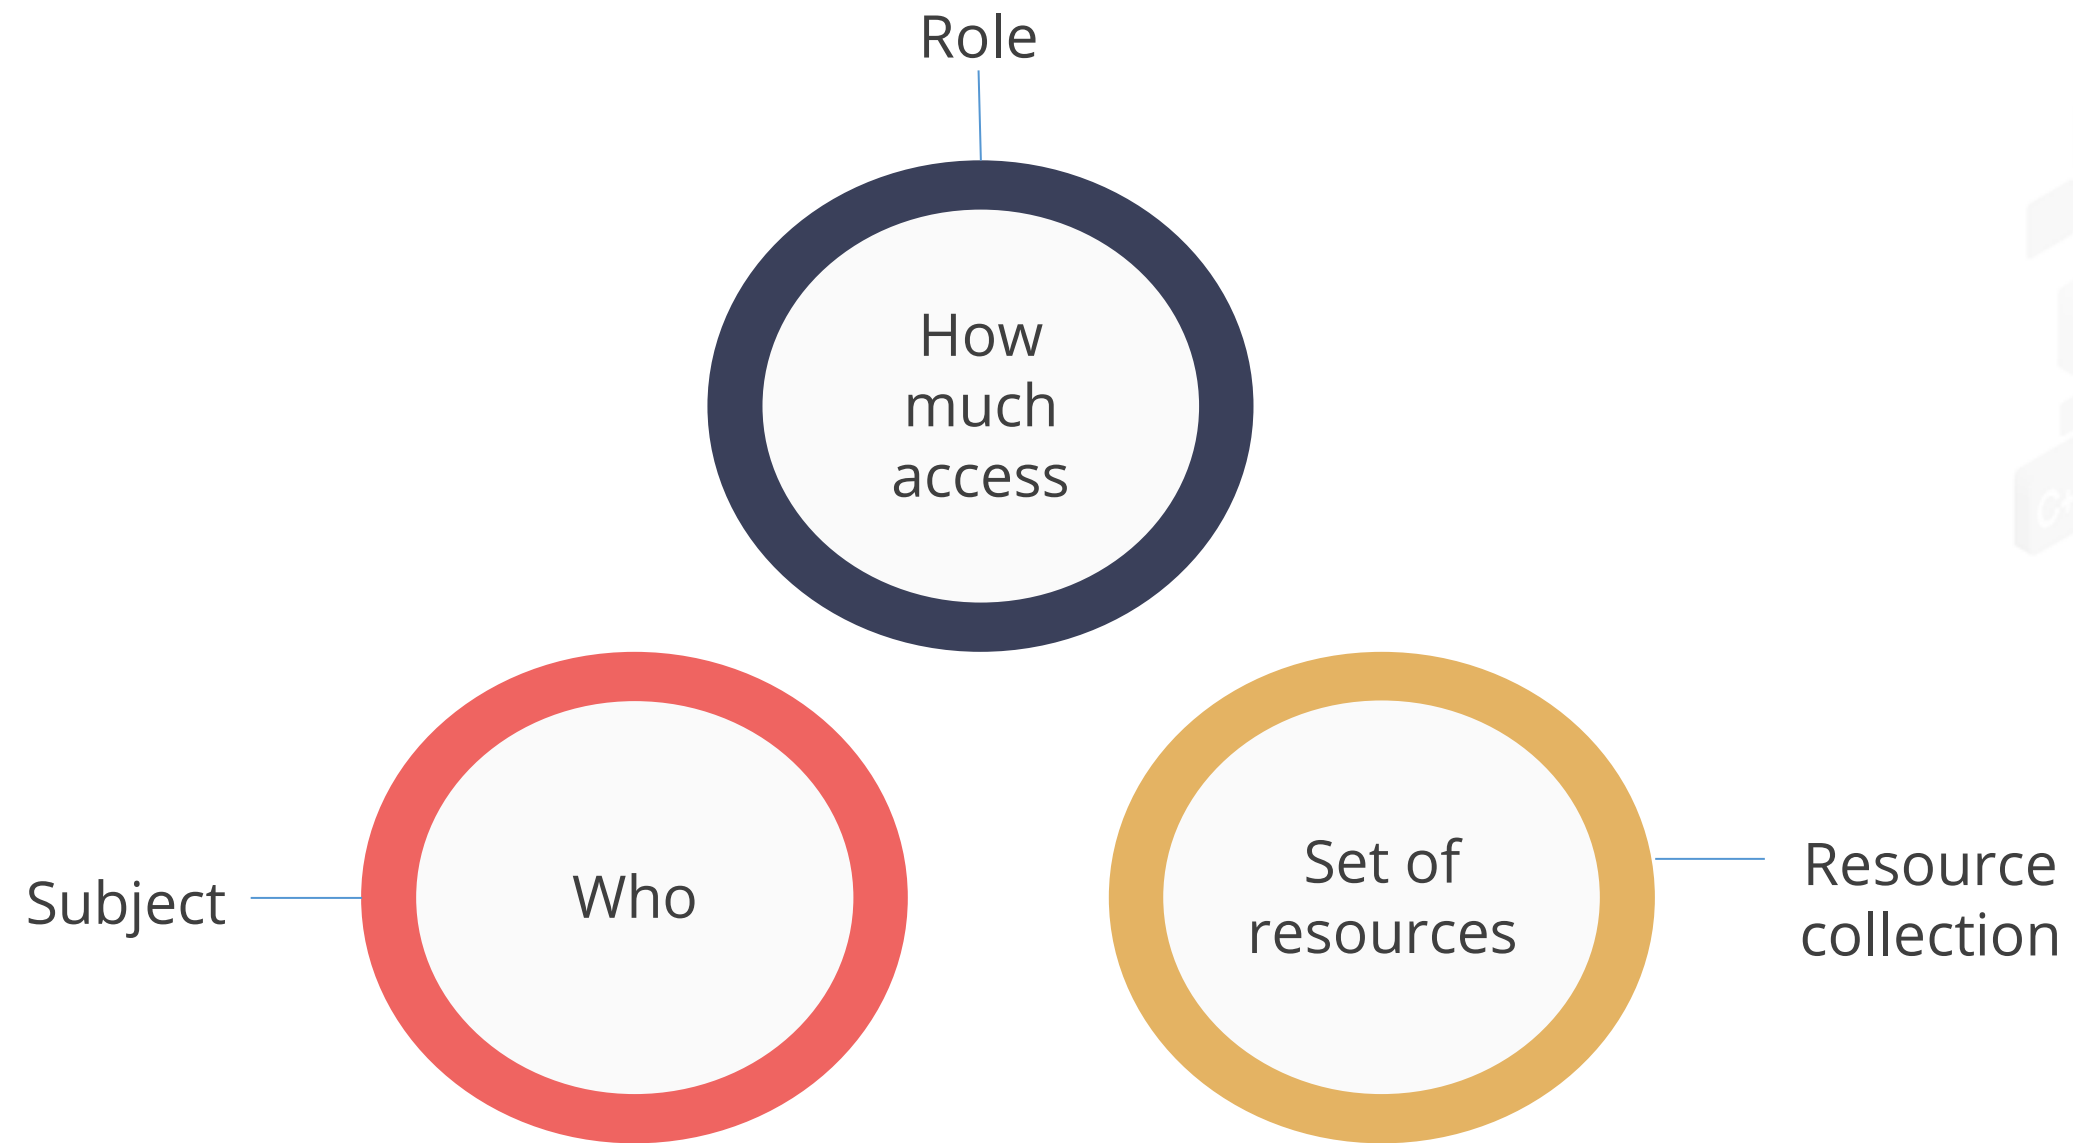 Role
How
much
access
Subject
Who
Set of
resources
Resource
collection